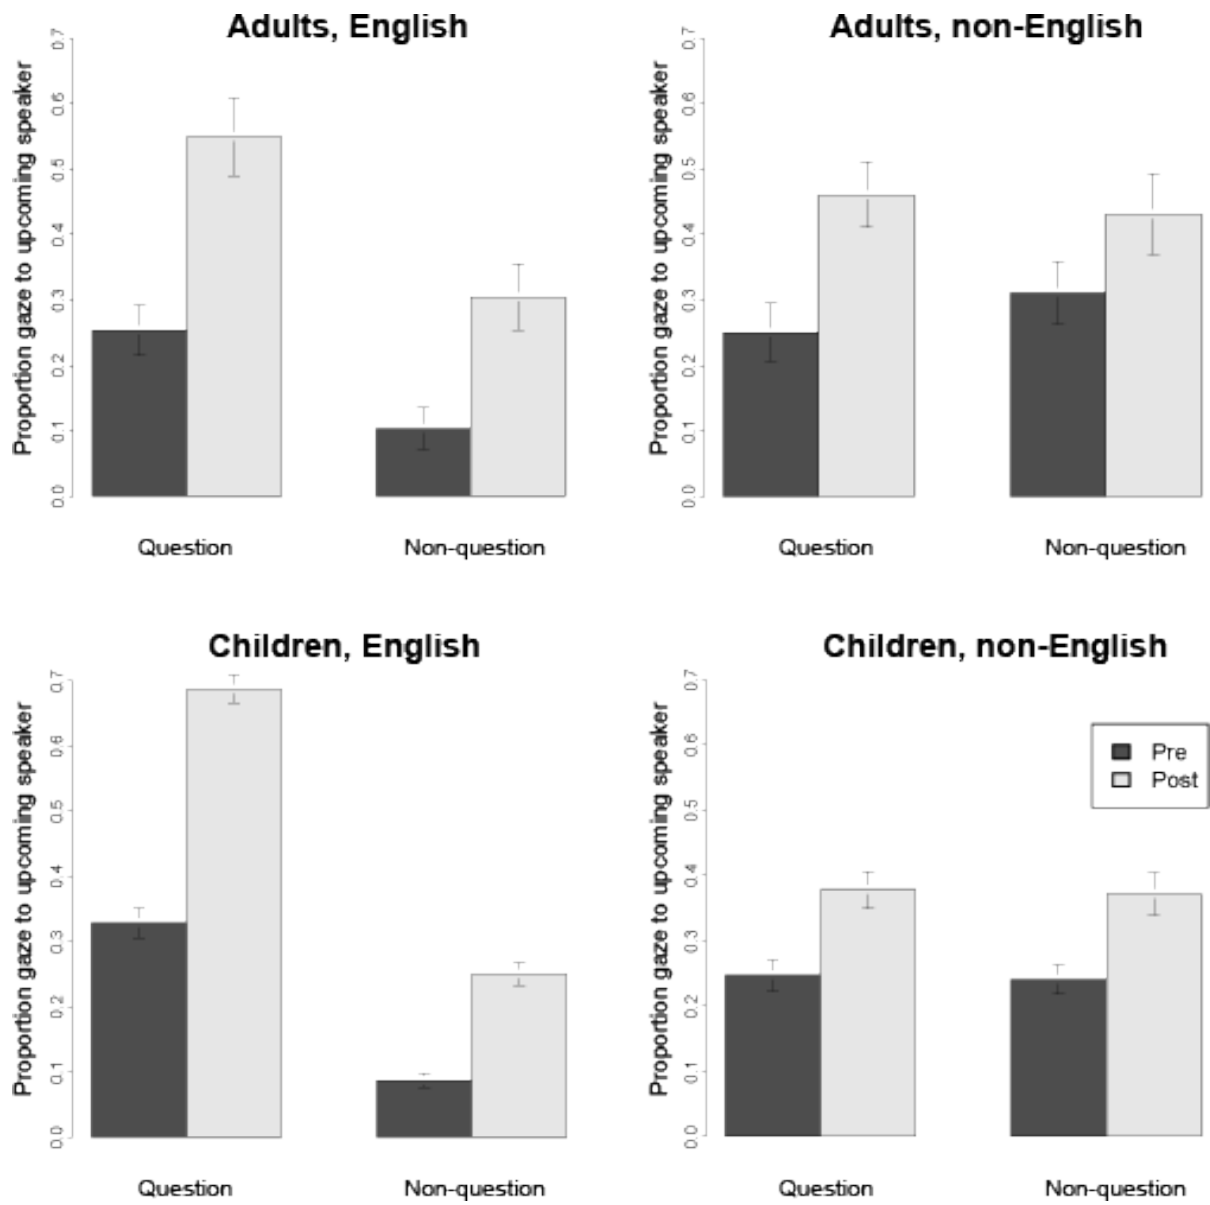 Adults, English
Proportion gaze to upcoming speaker
0.7
0.6
0.5
0.4
0.3
0.2
0.1
0.0
Question Non-question
Adults, non-English
Proportion gaze to upcoming speaker
0.7
0.6
0.5
0.4
0.3
0.2
0.1
0.0
Question Non-question
Children, English
Proportion gaze to upcoming speaker
0.7
0.6
0.5
0.4
0.3
0.2
0.1
0.0
Question Non-question
Children, non-English
Proportion gaze to upcoming speaker
0.7
0.6
0.5
0.4
0.3
0.2
0.1
0.0
Pre
Post
Question Non-question